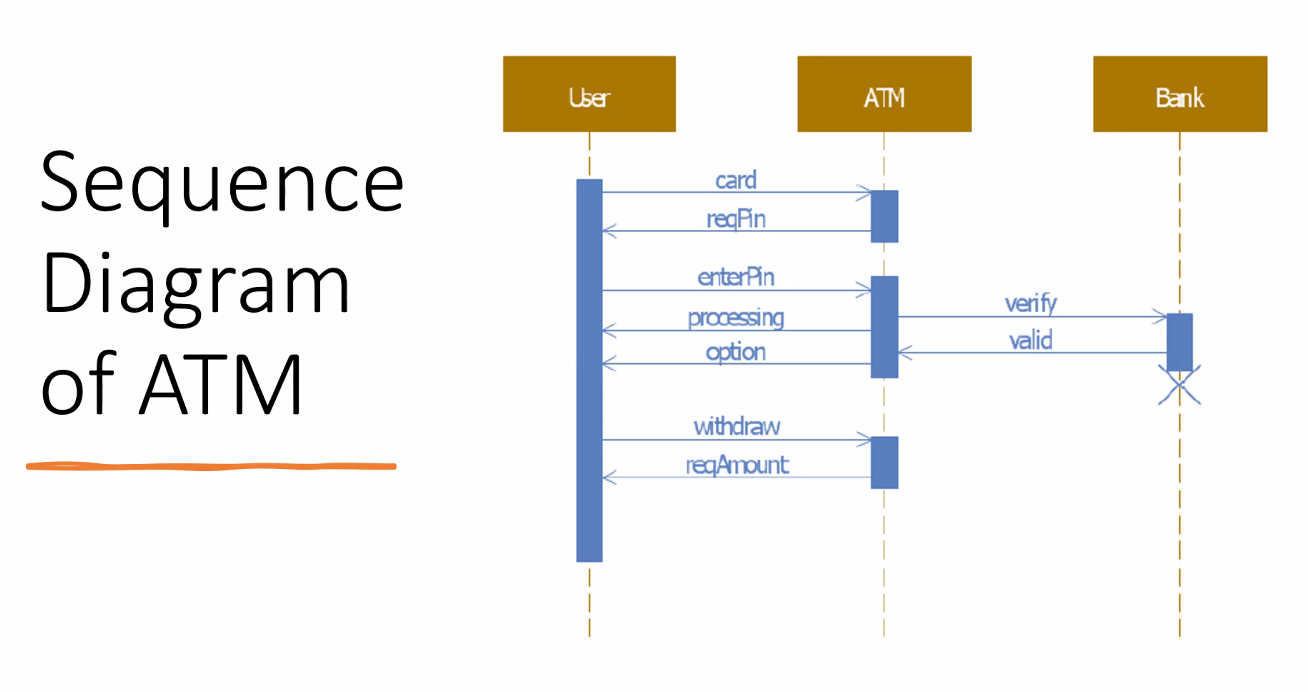 Sequence
Diagram
of ATM
User
ATM
Bank
card
reqPin
enterPin
verify
processing
valid
option
withdraw
reqAmount